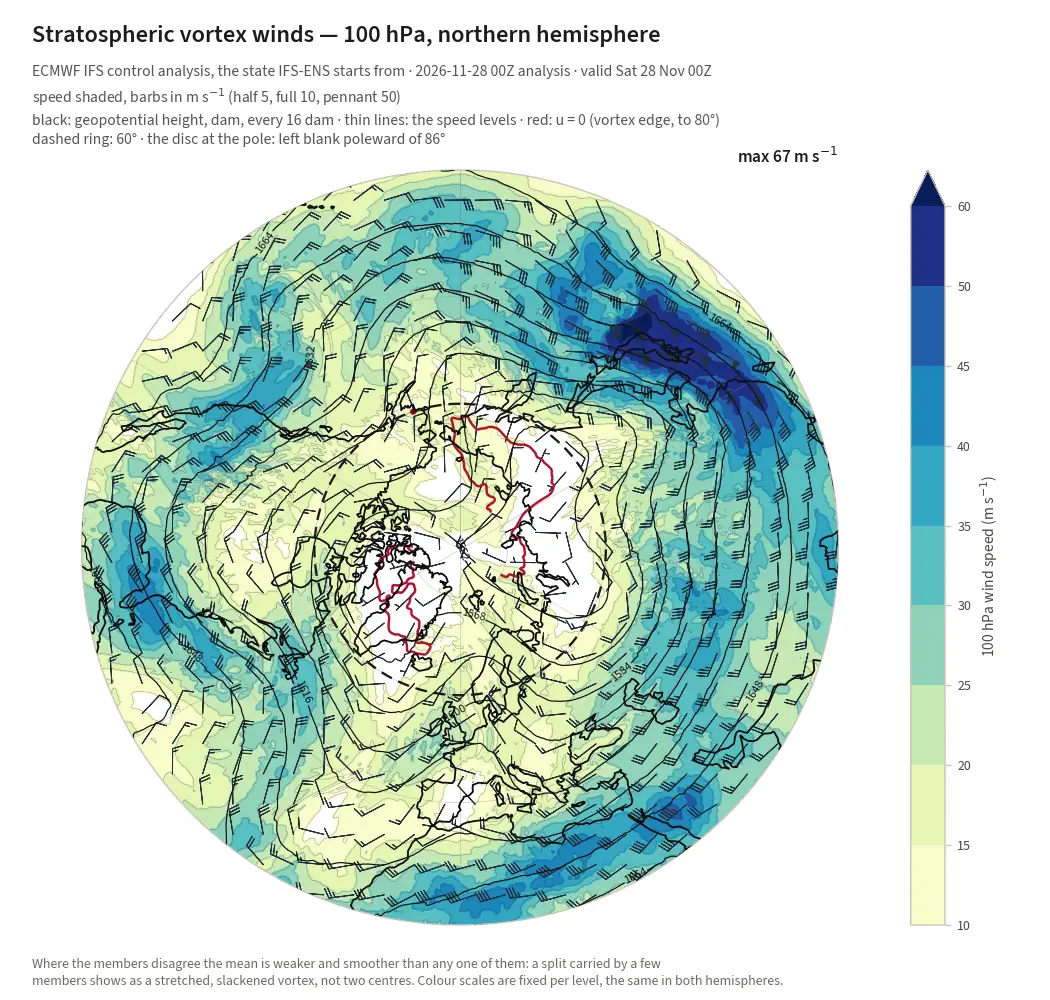 Stratospheric vortex winds — 100 hPa, northern hemisphere
ECMWF IFS control analysis, the state IFS-ENS starts from · 2026-11-28 00Z analysis · valid Sat 28 Nov 00Z
speed shaded, barbs in m s−1 (half 5, full 10, pennant 50)
black: geopotential height, dam, every 16 dam · thin lines: the speed levels · red: u = 0 (vortex edge, to 80°)
dashed ring: 60° · the disc at the pole: left blank poleward of 86°
max 67 m s−1
60
50
45
40
35
30
25
20
15
10
100 hPa wind speed (m s−1)
1664
1664
1632
1568
1584
1648
1616
1600
Where the members disagree the mean is weaker and smoother than any one of them: a split carried by a few
members shows as a stretched, slackened vortex, not two centres. Colour scales are fixed per level, the same in both hemispheres.